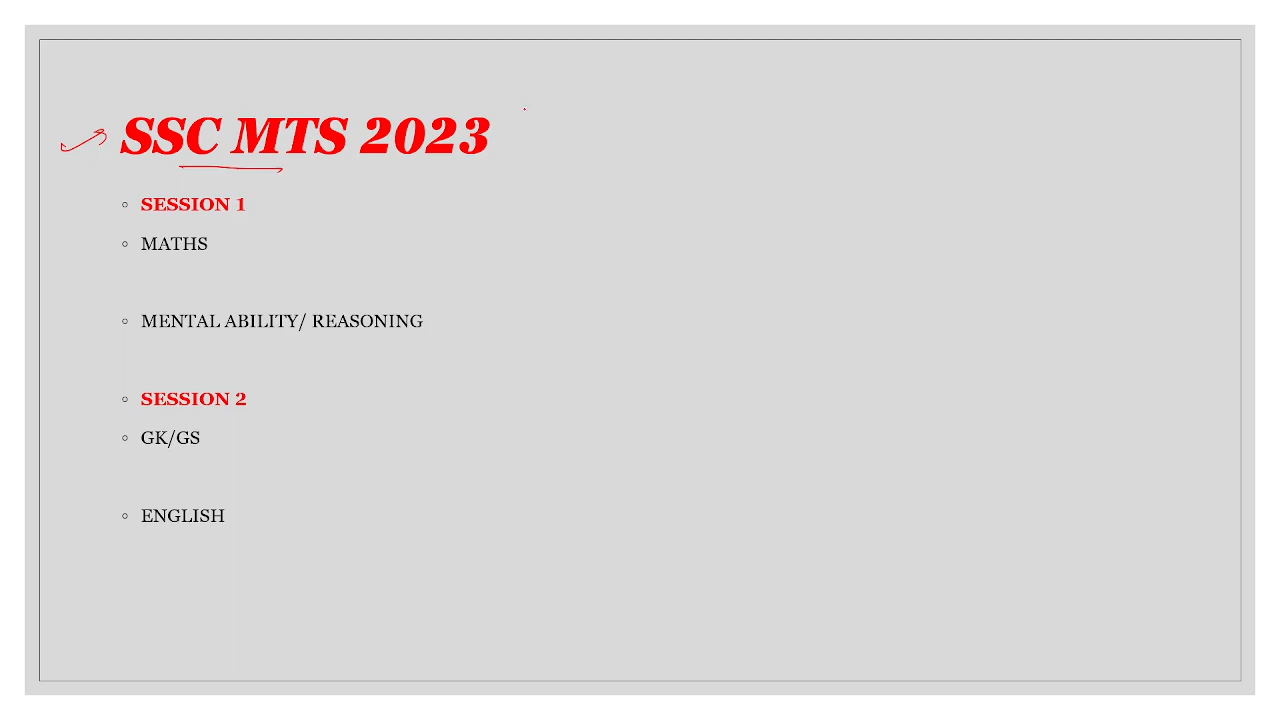 SSC MTS 2023
SESSION 1
MATHS
MENTAL ABILITY/ REASONING
SESSION 2
GK/GS
ENGLISH